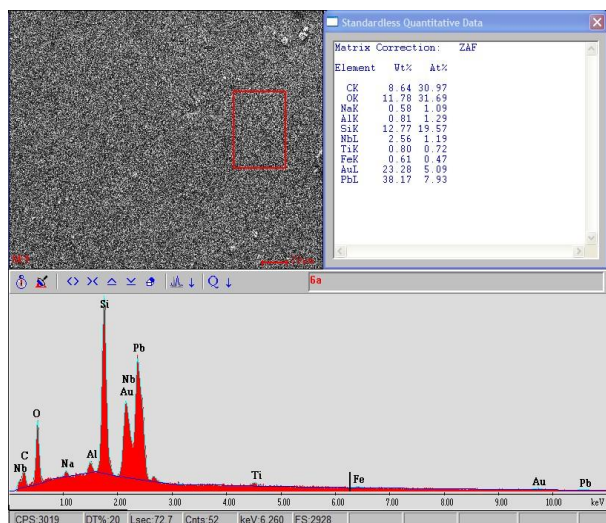 Standardless Quantitative Data
Matrix Correction: ZAF
Element Wt% At%
CK 8.64 30.97
OK 11.78 31.69
NaK 0.58 1.09
AlK 0.81 1.29
SiK 12.77 19.57
NbL 2.56 1.19
TiK 0.80 0.72
FeK 0.61 0.47
AuL 23.28 5.09
PbL 38.17 7.93
6a
Si
Pb
Nb
Au
O
C
Nb
Na
Al
Ti
Fe
Au
Pb
1.00 2.00 3.00 4.00 5.00 6.00 7.00 8.00 9.00 10.00 keV
CPS:3019 DT%:20 Lsec:72.7 Cnts:52 keV:6.260 FS:2928